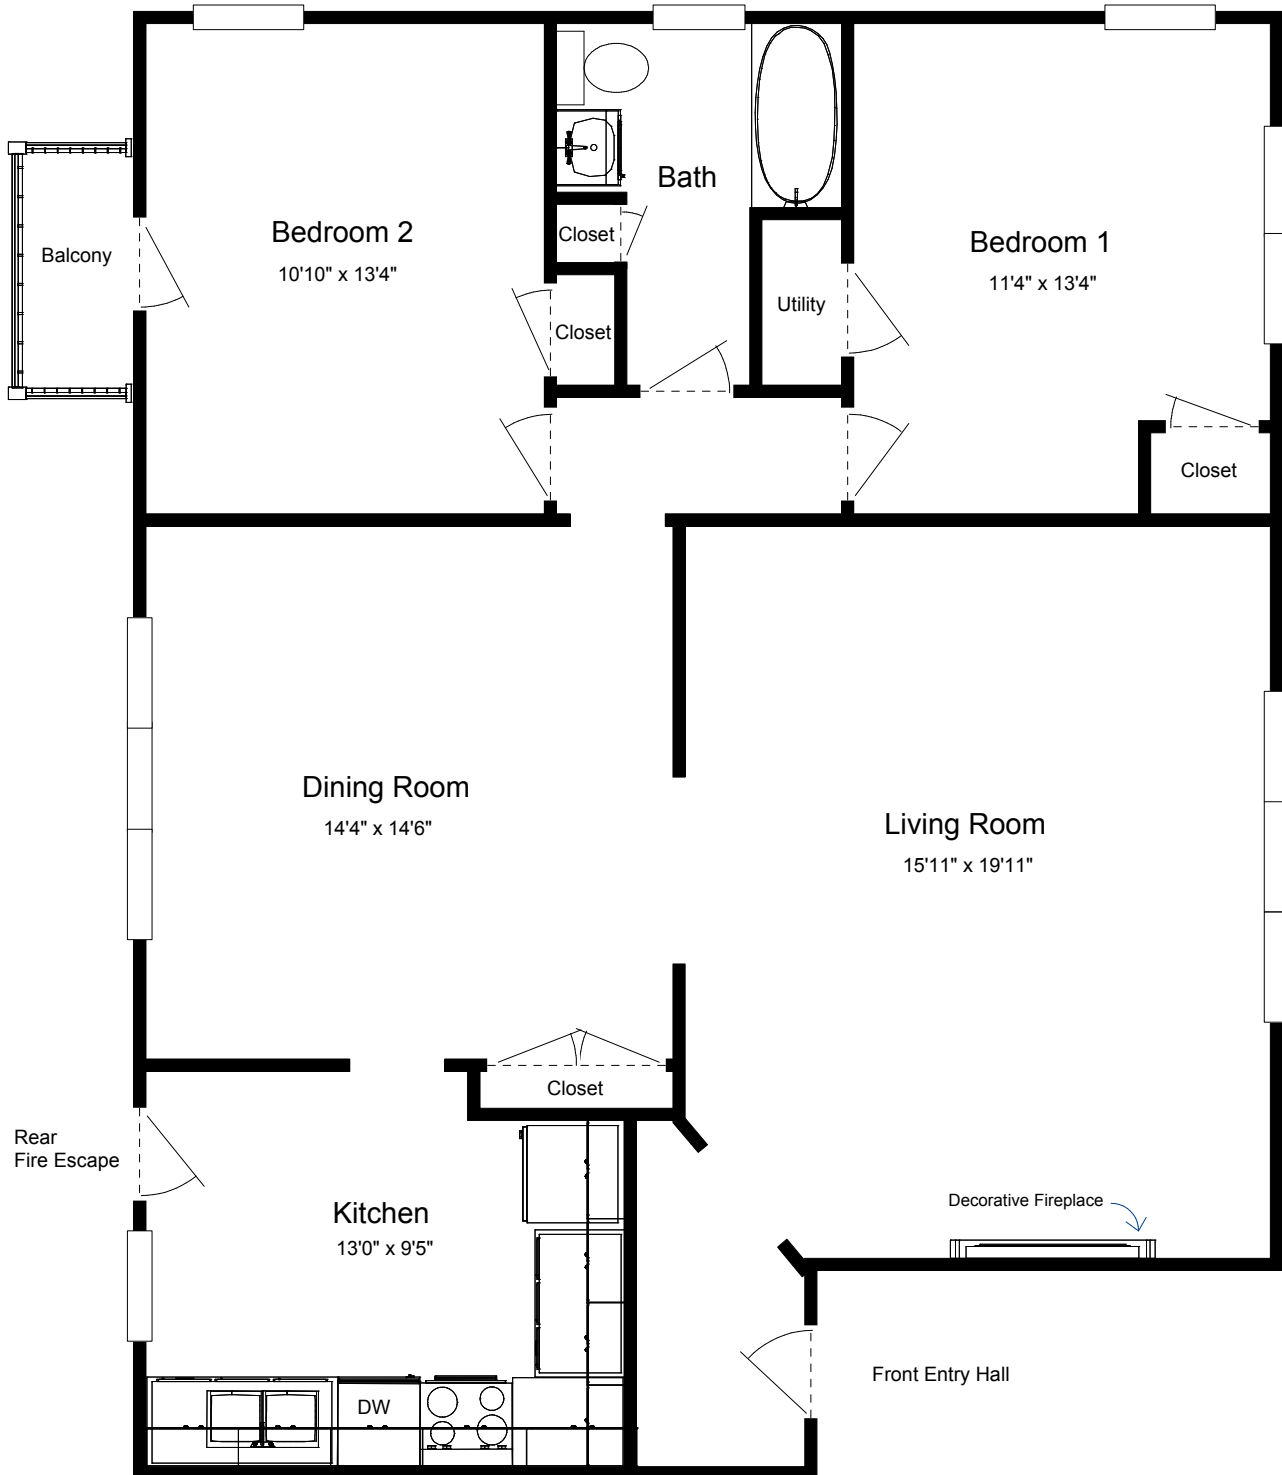 Bath
Bedroom 2
10'10" x 13'4"
Closet
Bedroom 1
11'4" x 13'4"
Balcony
Utility
Closet
Closet
Dining Room
14'4" x 14'6"
Living Room
15'11" x 19'11"
Closet
Rear
Fire Escape
Kitchen
13'0" x 9'5"
Decorative Fireplace
Front Entry Hall
DW